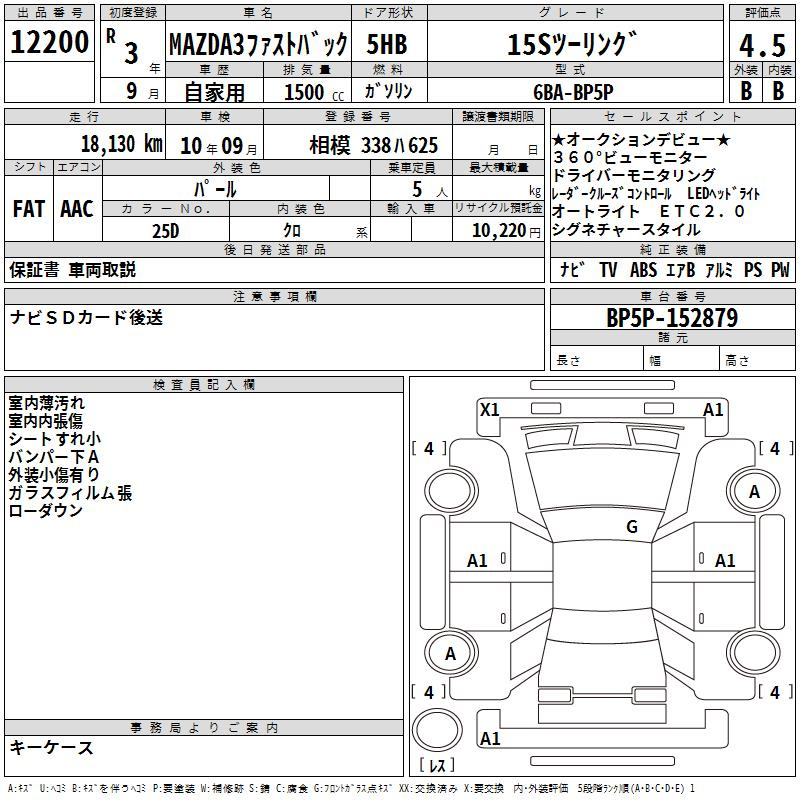 出品番号
12200
初度登録
R 3 年
9 月
車名
MAZDA3ファストバック
ドア形状
5HB
グレード
15Sツーリング
評価点
4.5
車歴
自家用
排気量
1500 CC
燃料
ガソリン
型式
6BA-BP5P
外装 内装
B B
走行
18,130 km
車検
10 年 09 月
登録番号
相模 338 ハ 625
譲渡書類期限
月 日
シフト
FAT
エアコン
AAC
外装色
パール
乗車定員
5 人
最大積載量
kg
カラーNo.
25D
内装色
クロ 系
輸入車
リサイクル預託金
10,220 円
後日発送部品
保証書 車両取説
セールスポイント
★オークションデビュー★
３６０°ビューモニター
ドライバーモニタリング
レーダークルーズコントロール LEDヘッドライト
オートライト ＥＴＣ２．０
シグネチャースタイル
純正装備
ナビ TV ABS エアB アルミ PS PW
注意事項欄
ナビＳＤカード後送
車台番号
BP5P-152879
諸元
長さ 幅 高さ
検査員記入欄
室内薄汚れ
室内内張傷
シートすれ小
バンパー下Ａ
外装小傷有り
ガラスフィルム張
ローダウン
事務局よりご案内
キーケース
X1 A1
[ 4 ] [ 4 ]
A
G
A1 A1
A
[ 4 ] [ 4 ]
A1
[ レス ]
A:キズ U:ヘコミ B:キズを伴うヘコミ P:要塗装 W:補修跡 S:錆 C:腐食 G:フロントガラス点キズ XX:交換済み X:要交換 内・外装評価 5段階ランク順(A・B・C・D・E) 1